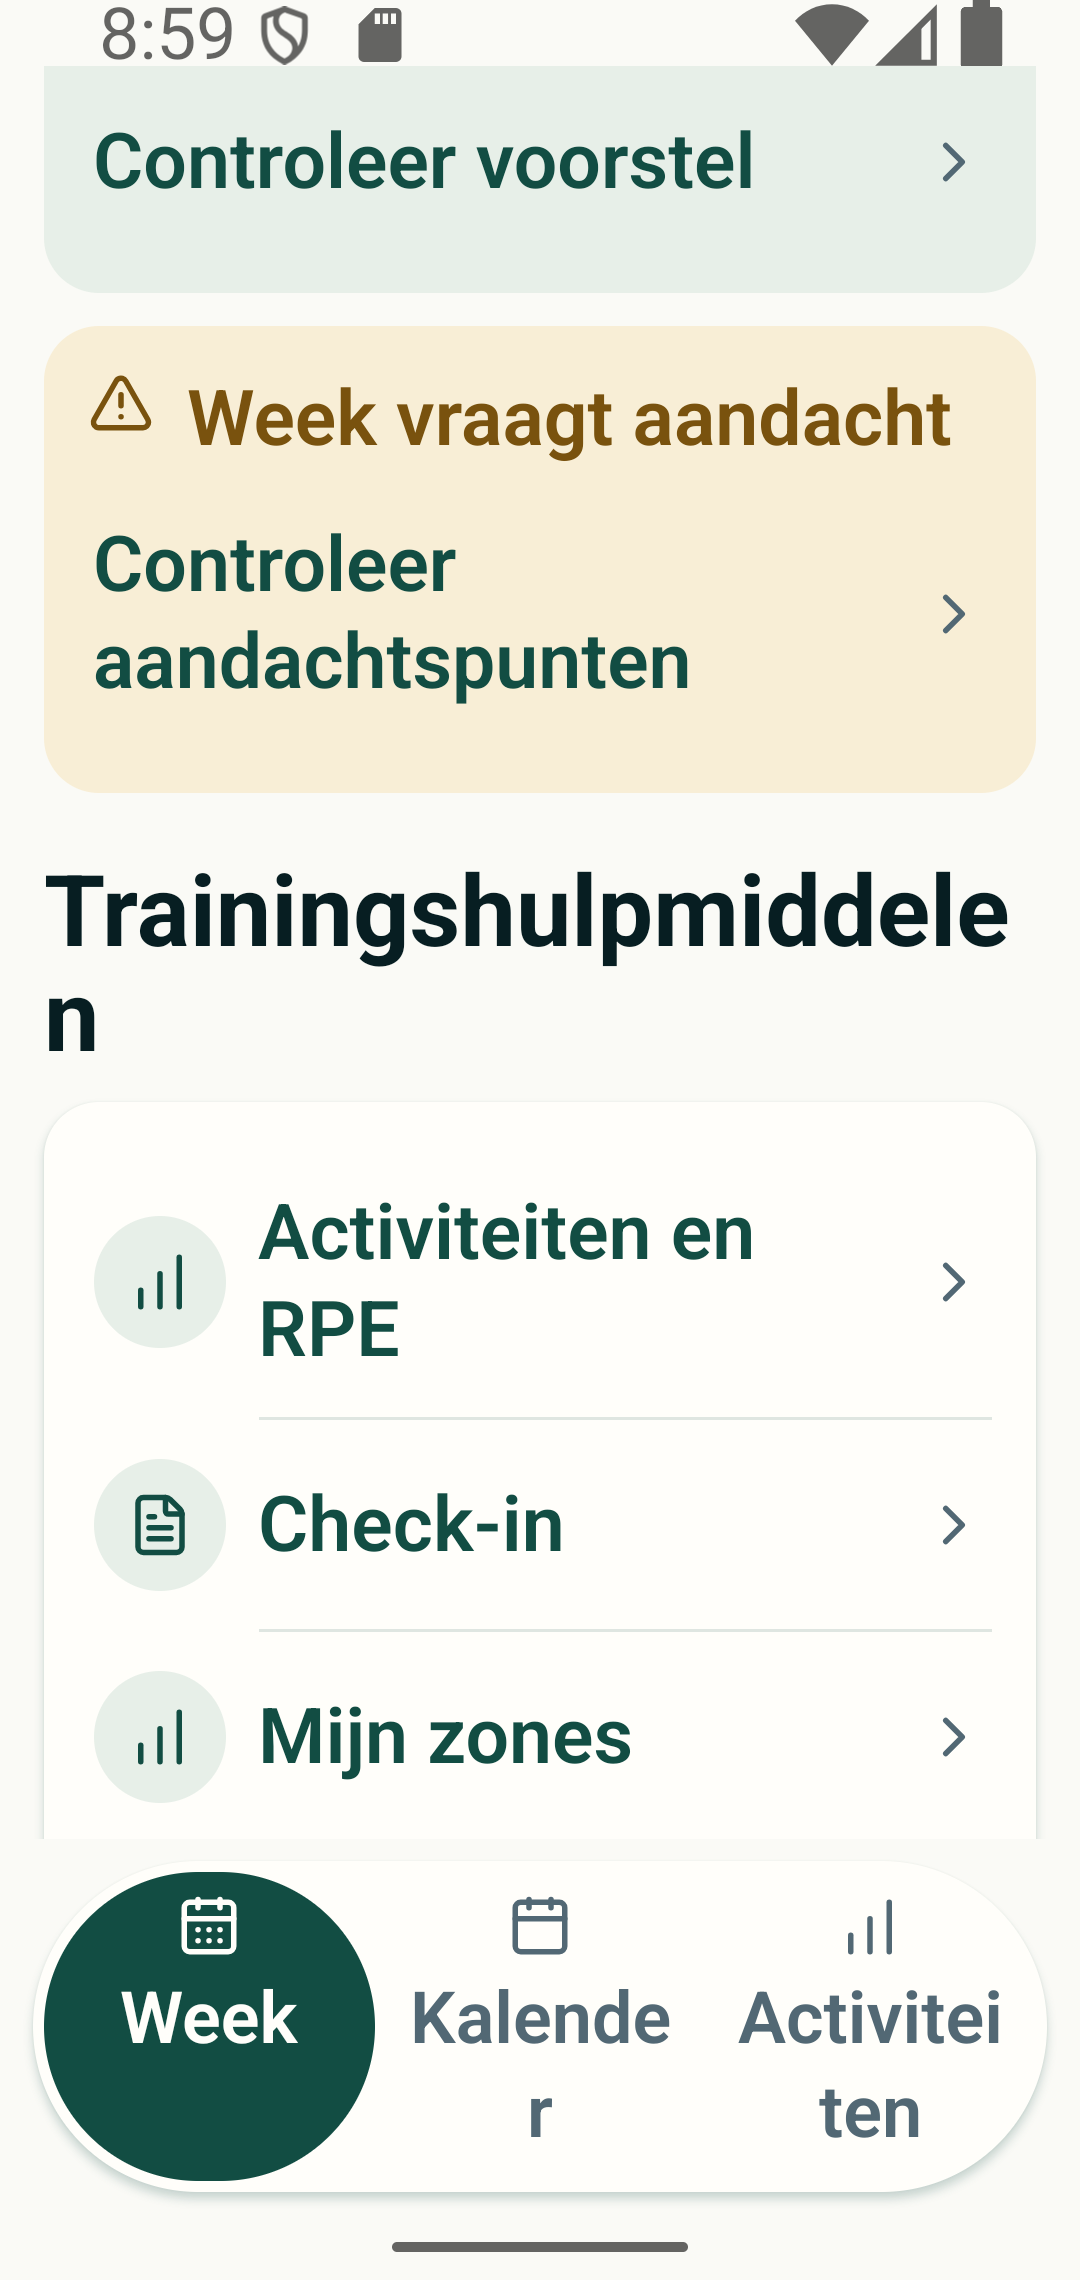 8:59
Controleer voorstel
Week vraagt aandacht
Controleer
aandachtspunten
Trainingshulpmiddele
n
Activiteiten en
RPE
Check-in
Mijn zones
Week
Kalende
r
Activitei
ten